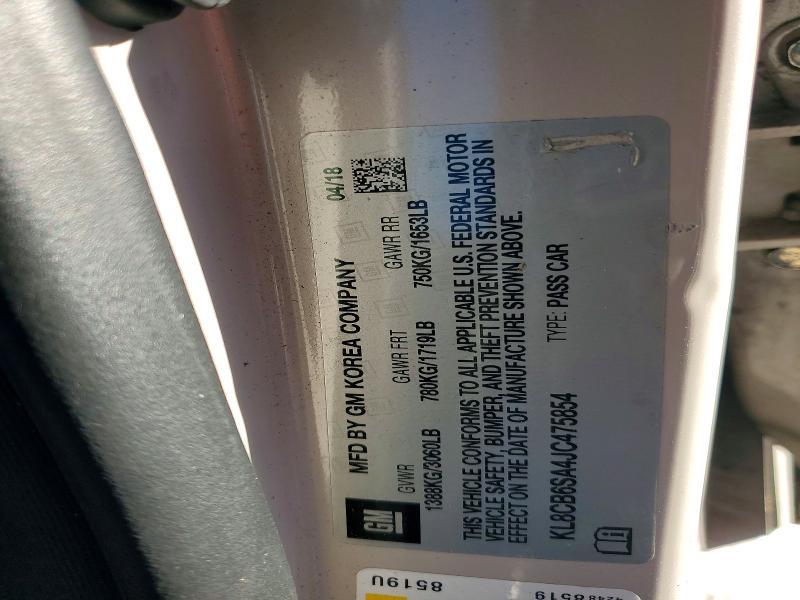 MFD BY GM KOREA COMPANY 04/18
GVWR GAWR FRT GAWR RR
1388KG/3060LB 780KG/1719LB 750KG/1653LB
GM
THIS VEHICLE CONFORMS TO ALL APPLICABLE U.S. FEDERAL MOTOR
VEHICLE SAFETY, BUMPER, AND THEFT PREVENTION STANDARDS IN
EFFECT ON THE DATE OF MANUFACTURE SHOWN ABOVE.
KL8CB6SA4JC475854 TYPE: PASS CAR
8519U
42488519